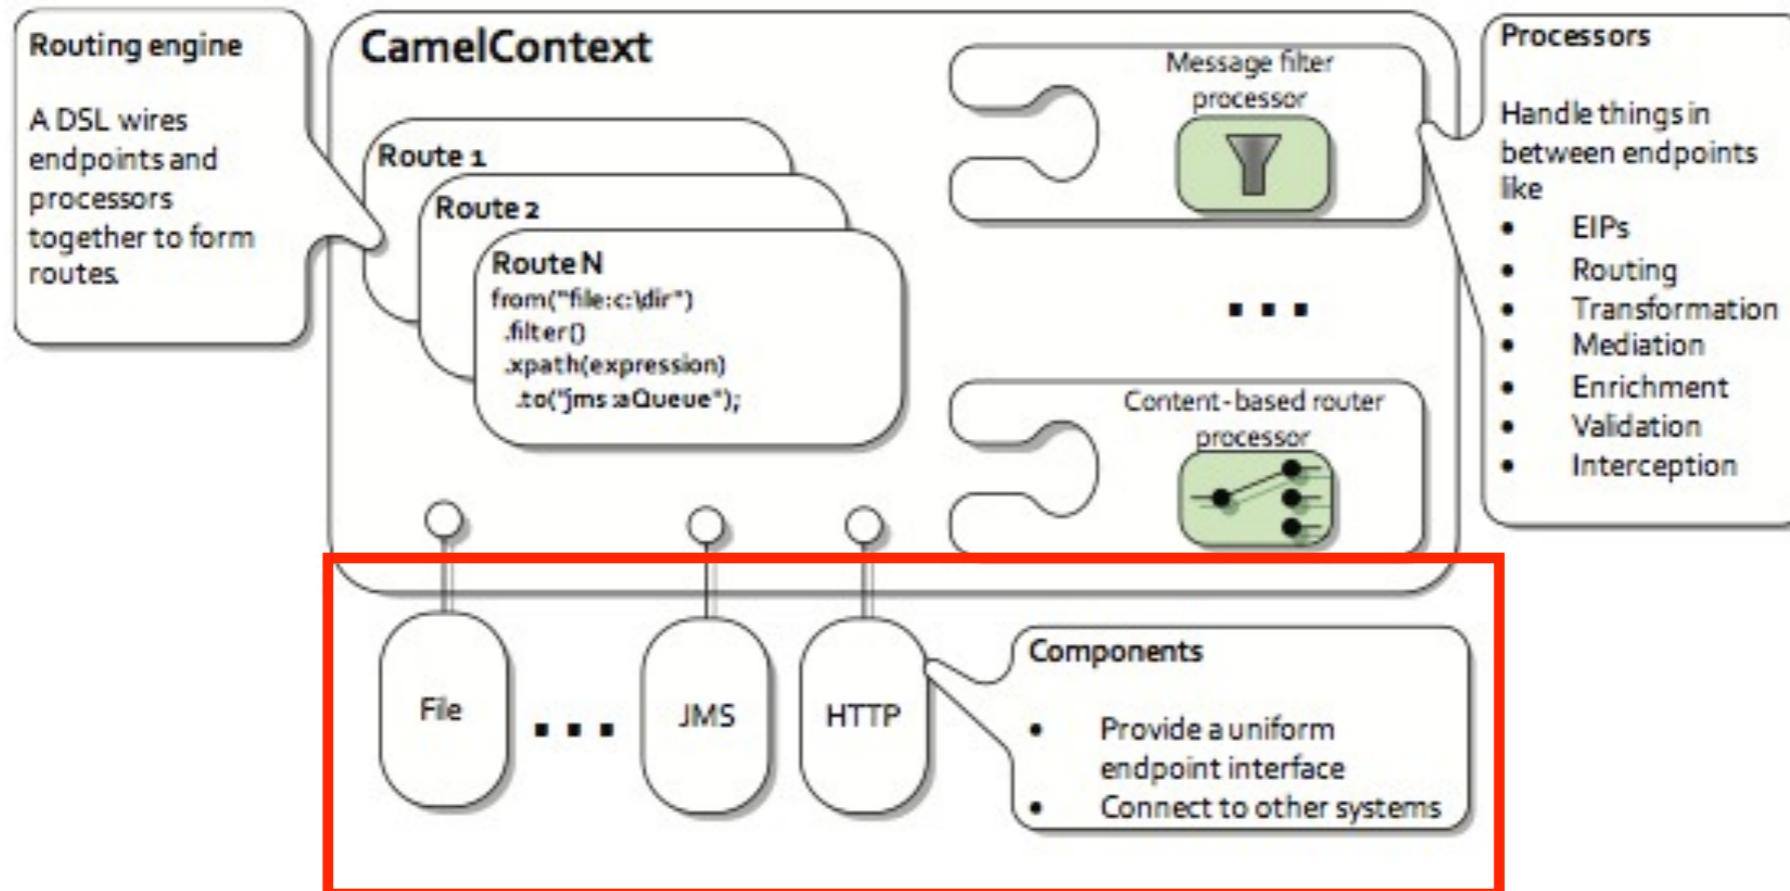 Routing engine
A DSL wires
endpoints and
processors
together to form
routes.
CamelContext
Route 1
Route 2
Route N
from("file:c:\dir")
.filter()
.xpath(expression)
.to("jms:aQueue");
Message filter
processor
...
Content-based router
processor
Processors
Handle things in
between endpoints
like
• EIPs
• Routing
• Transformation
• Mediation
• Enrichment
• Validation
• Interception
File
...
JMS
HTTP
Components
• Provide a uniform
endpoint interface
• Connect to other systems